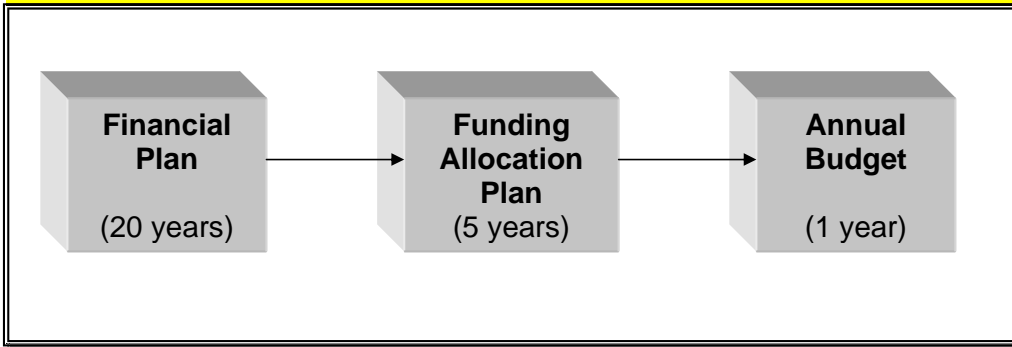 Financial
Plan
(20 years)
Funding
Allocation
Plan
(5 years)
Annual
Budget
(1 year)